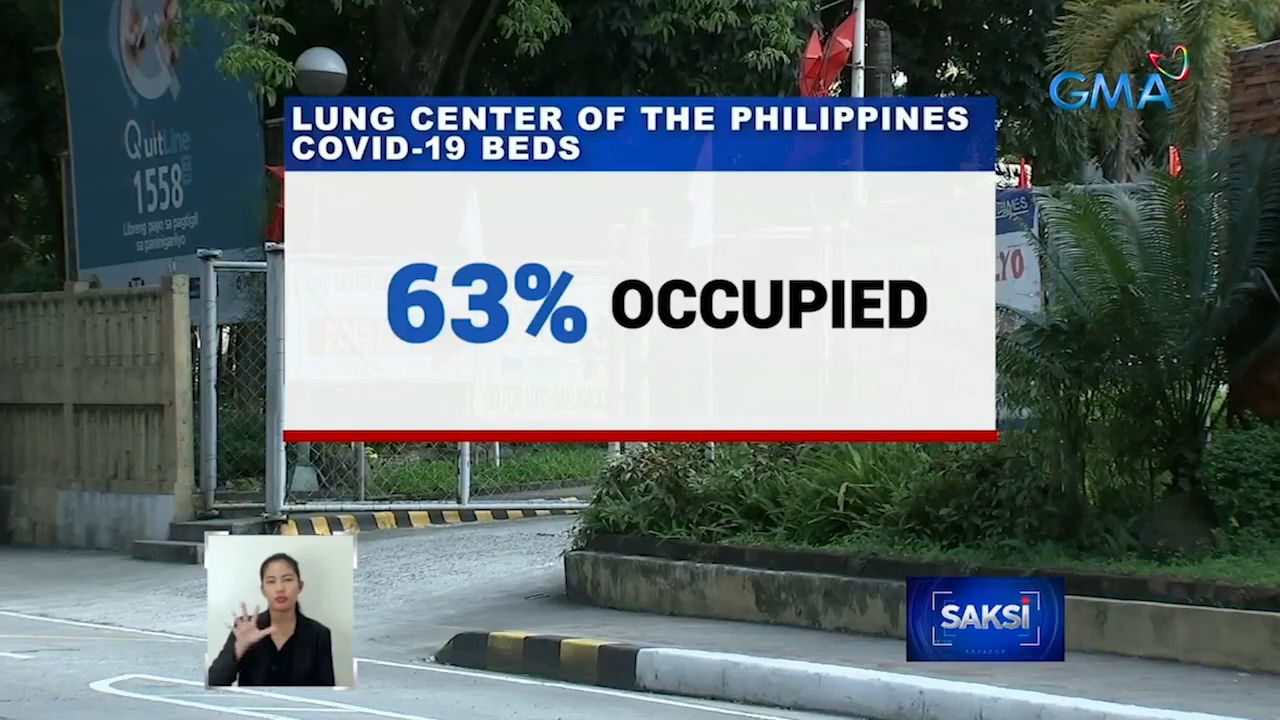 GMA
LUNG CENTER OF THE PHILIPPINES
COVID-19 BEDS
63% OCCUPIED
QuitLine
1558
Libreng payo sa pagtigil
sa paninigarilyo
SAKSI